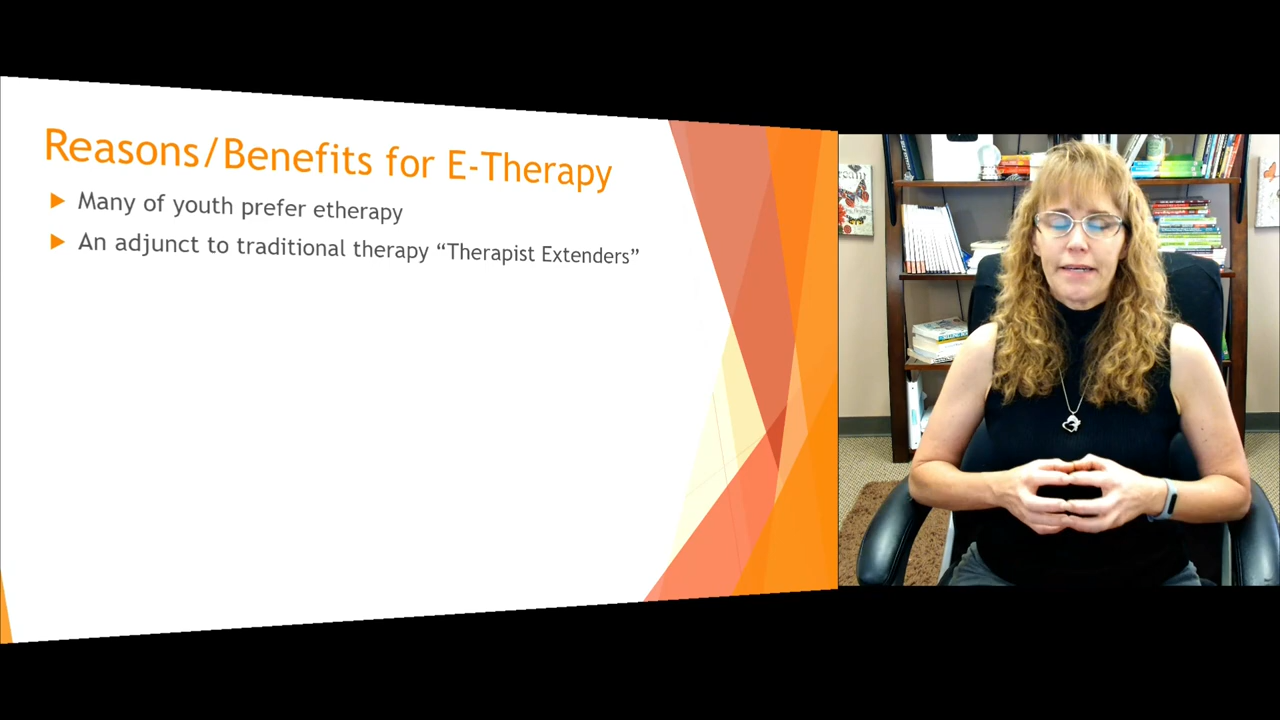 Reasons/Benefits for E-Therapy
Many of youth prefer etherapy
An adjunct to traditional therapy “Therapist Extenders”